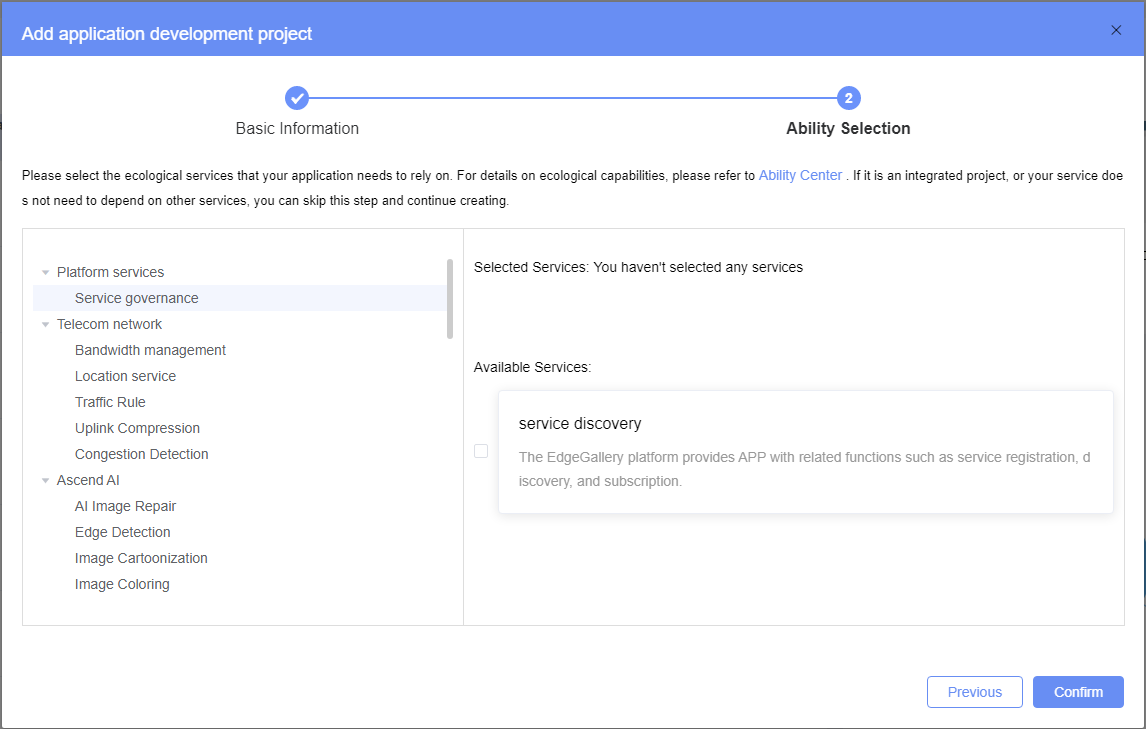 Add application development project
2
Basic Information
Ability Selection
Please select the ecological services that your application needs to rely on. For details on ecological capabilities, please refer to Ability Center . If it is an integrated project, or your service doe
s not need to depend on other services, you can skip this step and continue creating.
Platform services
Service governance
Telecom network
Bandwidth management
Location service
Traffic Rule
Uplink Compression
Congestion Detection
Ascend AI
AI Image Repair
Edge Detection
Image Cartoonization
Image Coloring
Selected Services: You haven't selected any services
Available Services:
service discovery
The EdgeGallery platform provides APP with related functions such as service registration, d
iscovery, and subscription.
Previous
Confirm